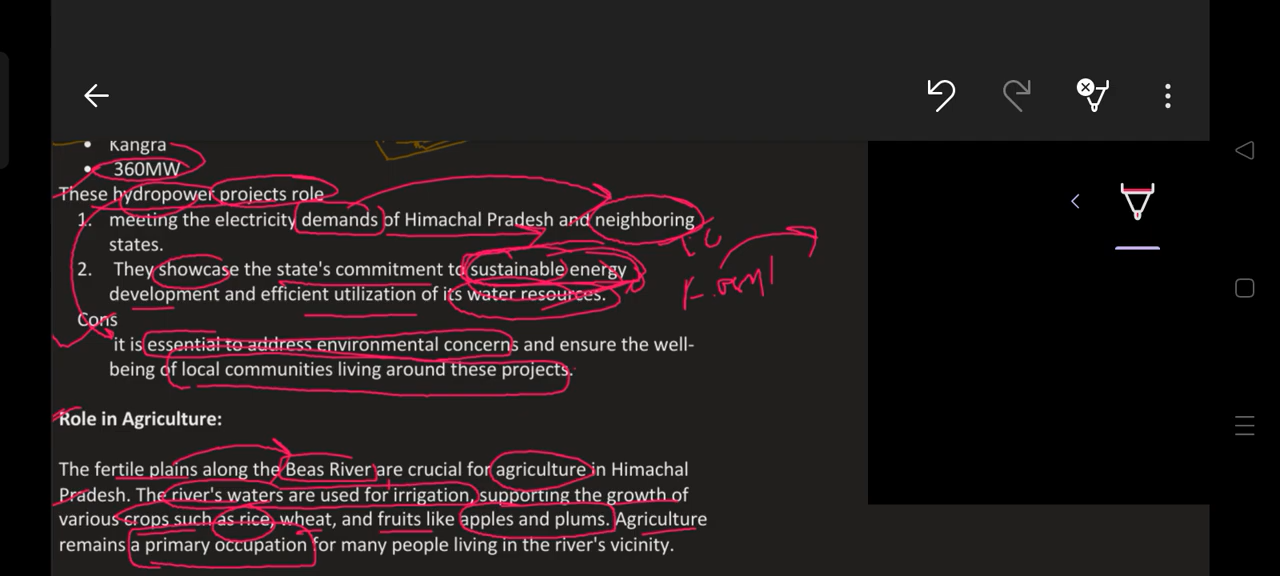 • Kangra
• 360MW
These hydropower projects role
1. meeting the electricity demands of Himachal Pradesh and neighboring
states.
2. They showcase the state's commitment to sustainable energy
development and efficient utilization of its water resources.
Cons
it is essential to address environmental concerns and ensure the well-
being of local communities living around these projects.
Role in Agriculture:
The fertile plains along the Beas River are crucial for agriculture in Himachal
Pradesh. The river's waters are used for irrigation, supporting the growth of
various crops such as rice, wheat, and fruits like apples and plums. Agriculture
remains a primary occupation for many people living in the river's vicinity.